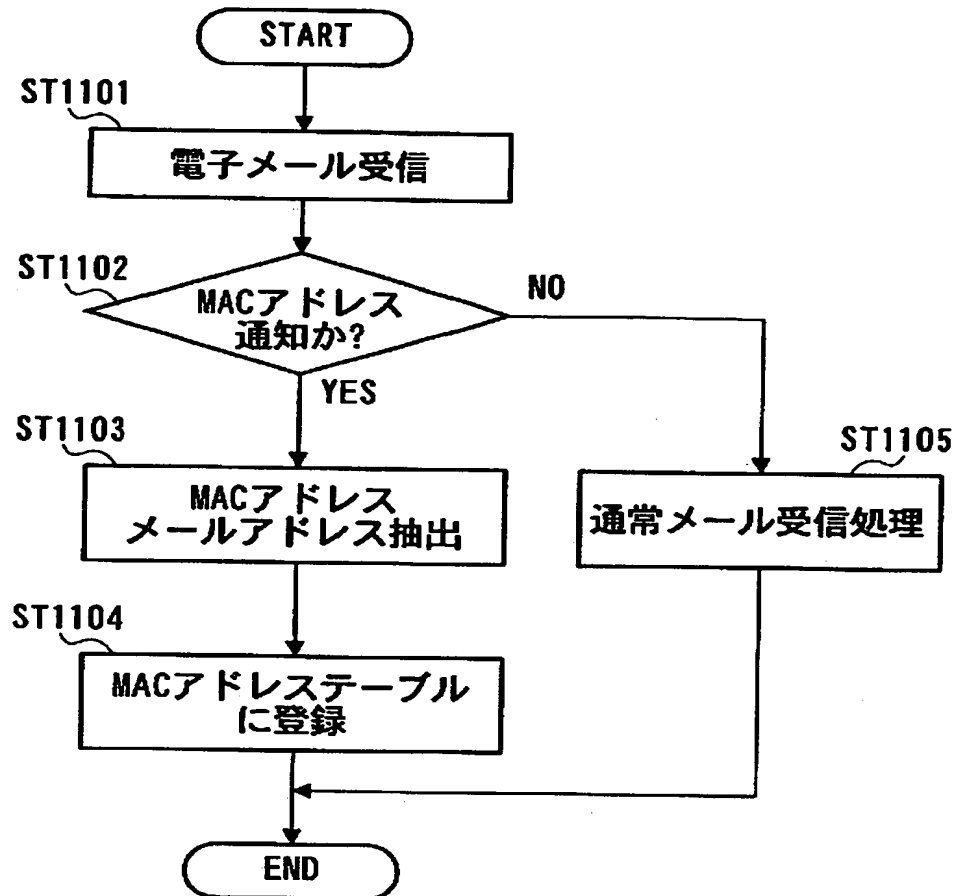 START
ST1101
電子メール受信
ST1102
MACアドレス
通知か?
NO
YES
ST1103
MACアドレス
メールアドレス抽出
ST1105
通常メール受信処理
ST1104
MACアドレステーブル
に登録
END